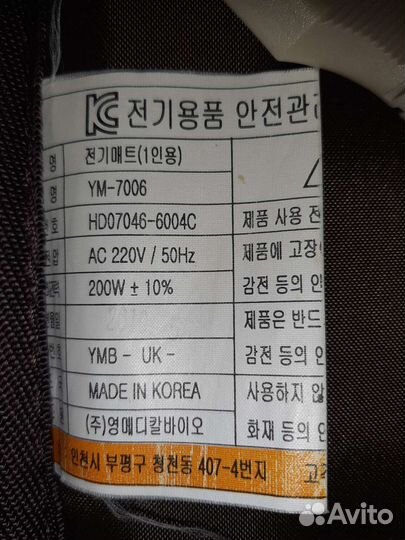 KC 전기용품 안전관
전기매트(1인용)
YM-7006
HD07046-6004C
AC 220V / 50Hz
200W ± 10%
YMB - UK -
MADE IN KOREA
(주)영메디칼바이오
제품 사용 전
제품에 고장
감전 등의
제품은 반드
감전 등의
사용하지 않
화재 등의
인천시 부평구 청천동 407-4번지
고
Avito